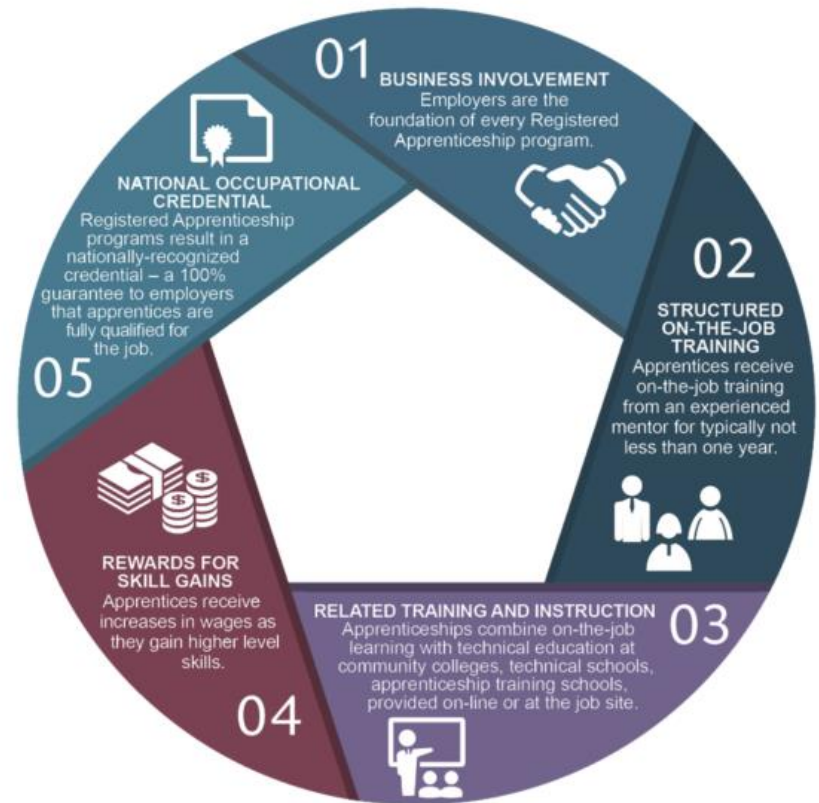 01
BUSINESS INVOLVEMENT
Employers are the
foundation of every Registered
Apprenticeship program.
02
STRUCTURED
ON-THE-JOB
TRAINING
Apprentices receive
on-the-job training
from an experienced
mentor for typically not
less than one year.
03
RELATED TRAINING AND INSTRUCTION
Apprenticeships combine on-the-job
learning with technical education at
community colleges, technical schools,
apprenticeship training schools,
provided on-line or at the job site.
04
REWARDS FOR
SKILL GAINS
Apprentices receive
increases in wages as
they gain higher level
skills.
05
NATIONAL OCCUPATIONAL
CREDENTIAL
Registered Apprenticeship
programs result in a
nationally-recognized
credential – a 100%
guarantee to employers
that apprentices are
fully qualified for
the job.